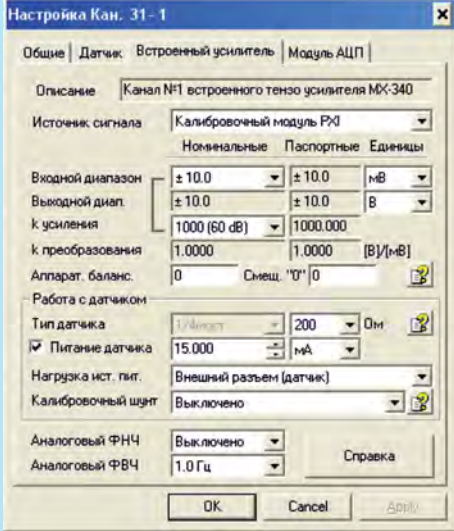 Настройка Кан. 31 - 1
Общие Датчик Встроенный усилитель Модуль АЦП
Описание Канал №1 встроенного тензо усилителя MX-340
Источник сигнала Калибровочный модуль PXI
Номинальные Паспортные Единицы
Входной диапазон ± 10.0 ± 10.0 мВ
Выходной диап. ± 10.0 ± 10.0 В
k усиления 1000 (60 dB) 1000.000
k преобразования 1.0000 1.0000 [В]/[мВ]
Аппарат. баланс. 0 Смещ. "0" 0
Работа с датчиком
Тип датчика 1/4мост 200 Ом
Питание датчика 15.000 мА
Нагрузка ист. пит. Внешний разъем (датчик)
Калибровочный шунт Выключено
Аналоговый ФНЧ Выключено
Аналоговый ФВЧ 1.0 Гц
Справка
OK Cancel Apply